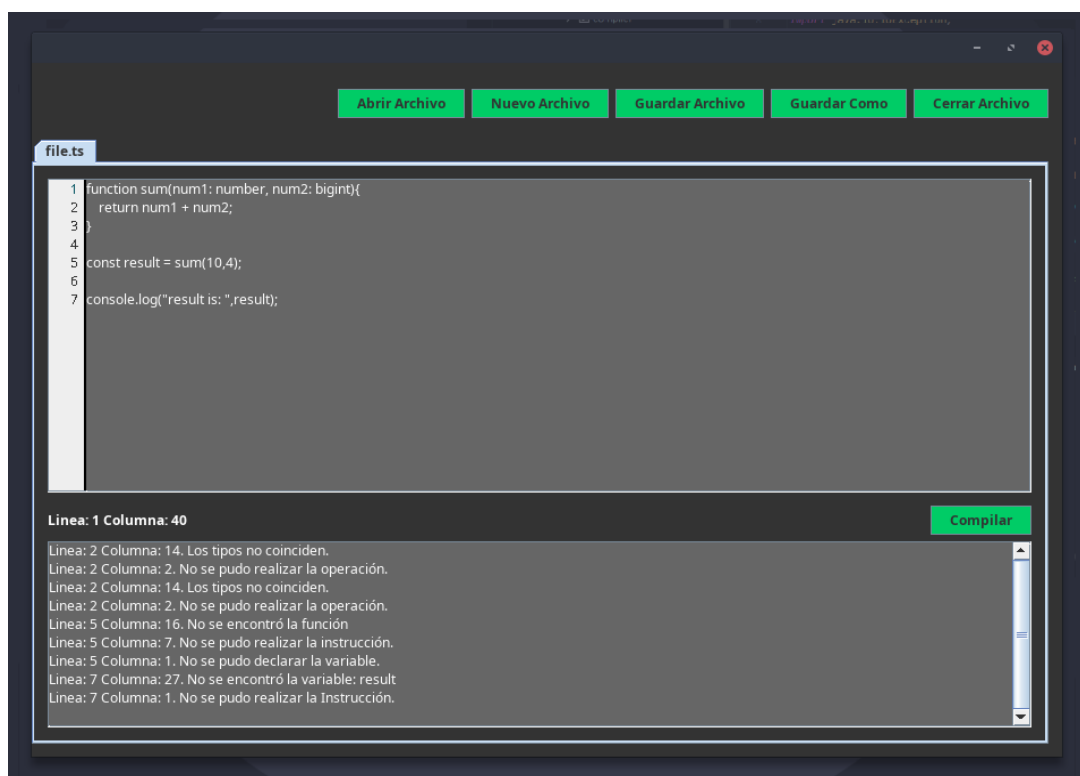 Abrir Archivo Nuevo Archivo Guardar Archivo Guardar Como Cerrar Archivo
file.ts
1 function sum(num1: number, num2: bigint){
2 return num1 + num2;
3 }
4
5 const result = sum(10,4);
6
7 console.log("result is: ",result);
Linea: 1 Columna: 40 Compilar
Linea: 2 Columna: 14. Los tipos no coinciden.
Linea: 2 Columna: 2. No se pudo realizar la operación.
Linea: 2 Columna: 14. Los tipos no coinciden.
Linea: 2 Columna: 2. No se pudo realizar la operación.
Linea: 5 Columna: 16. No se encontró la función
Linea: 5 Columna: 7. No se pudo realizar la instrucción.
Linea: 5 Columna: 1. No se pudo declarar la variable.
Linea: 7 Columna: 27. No se encontró la variable: result
Linea: 7 Columna: 1. No se pudo realizar la Instrucción.